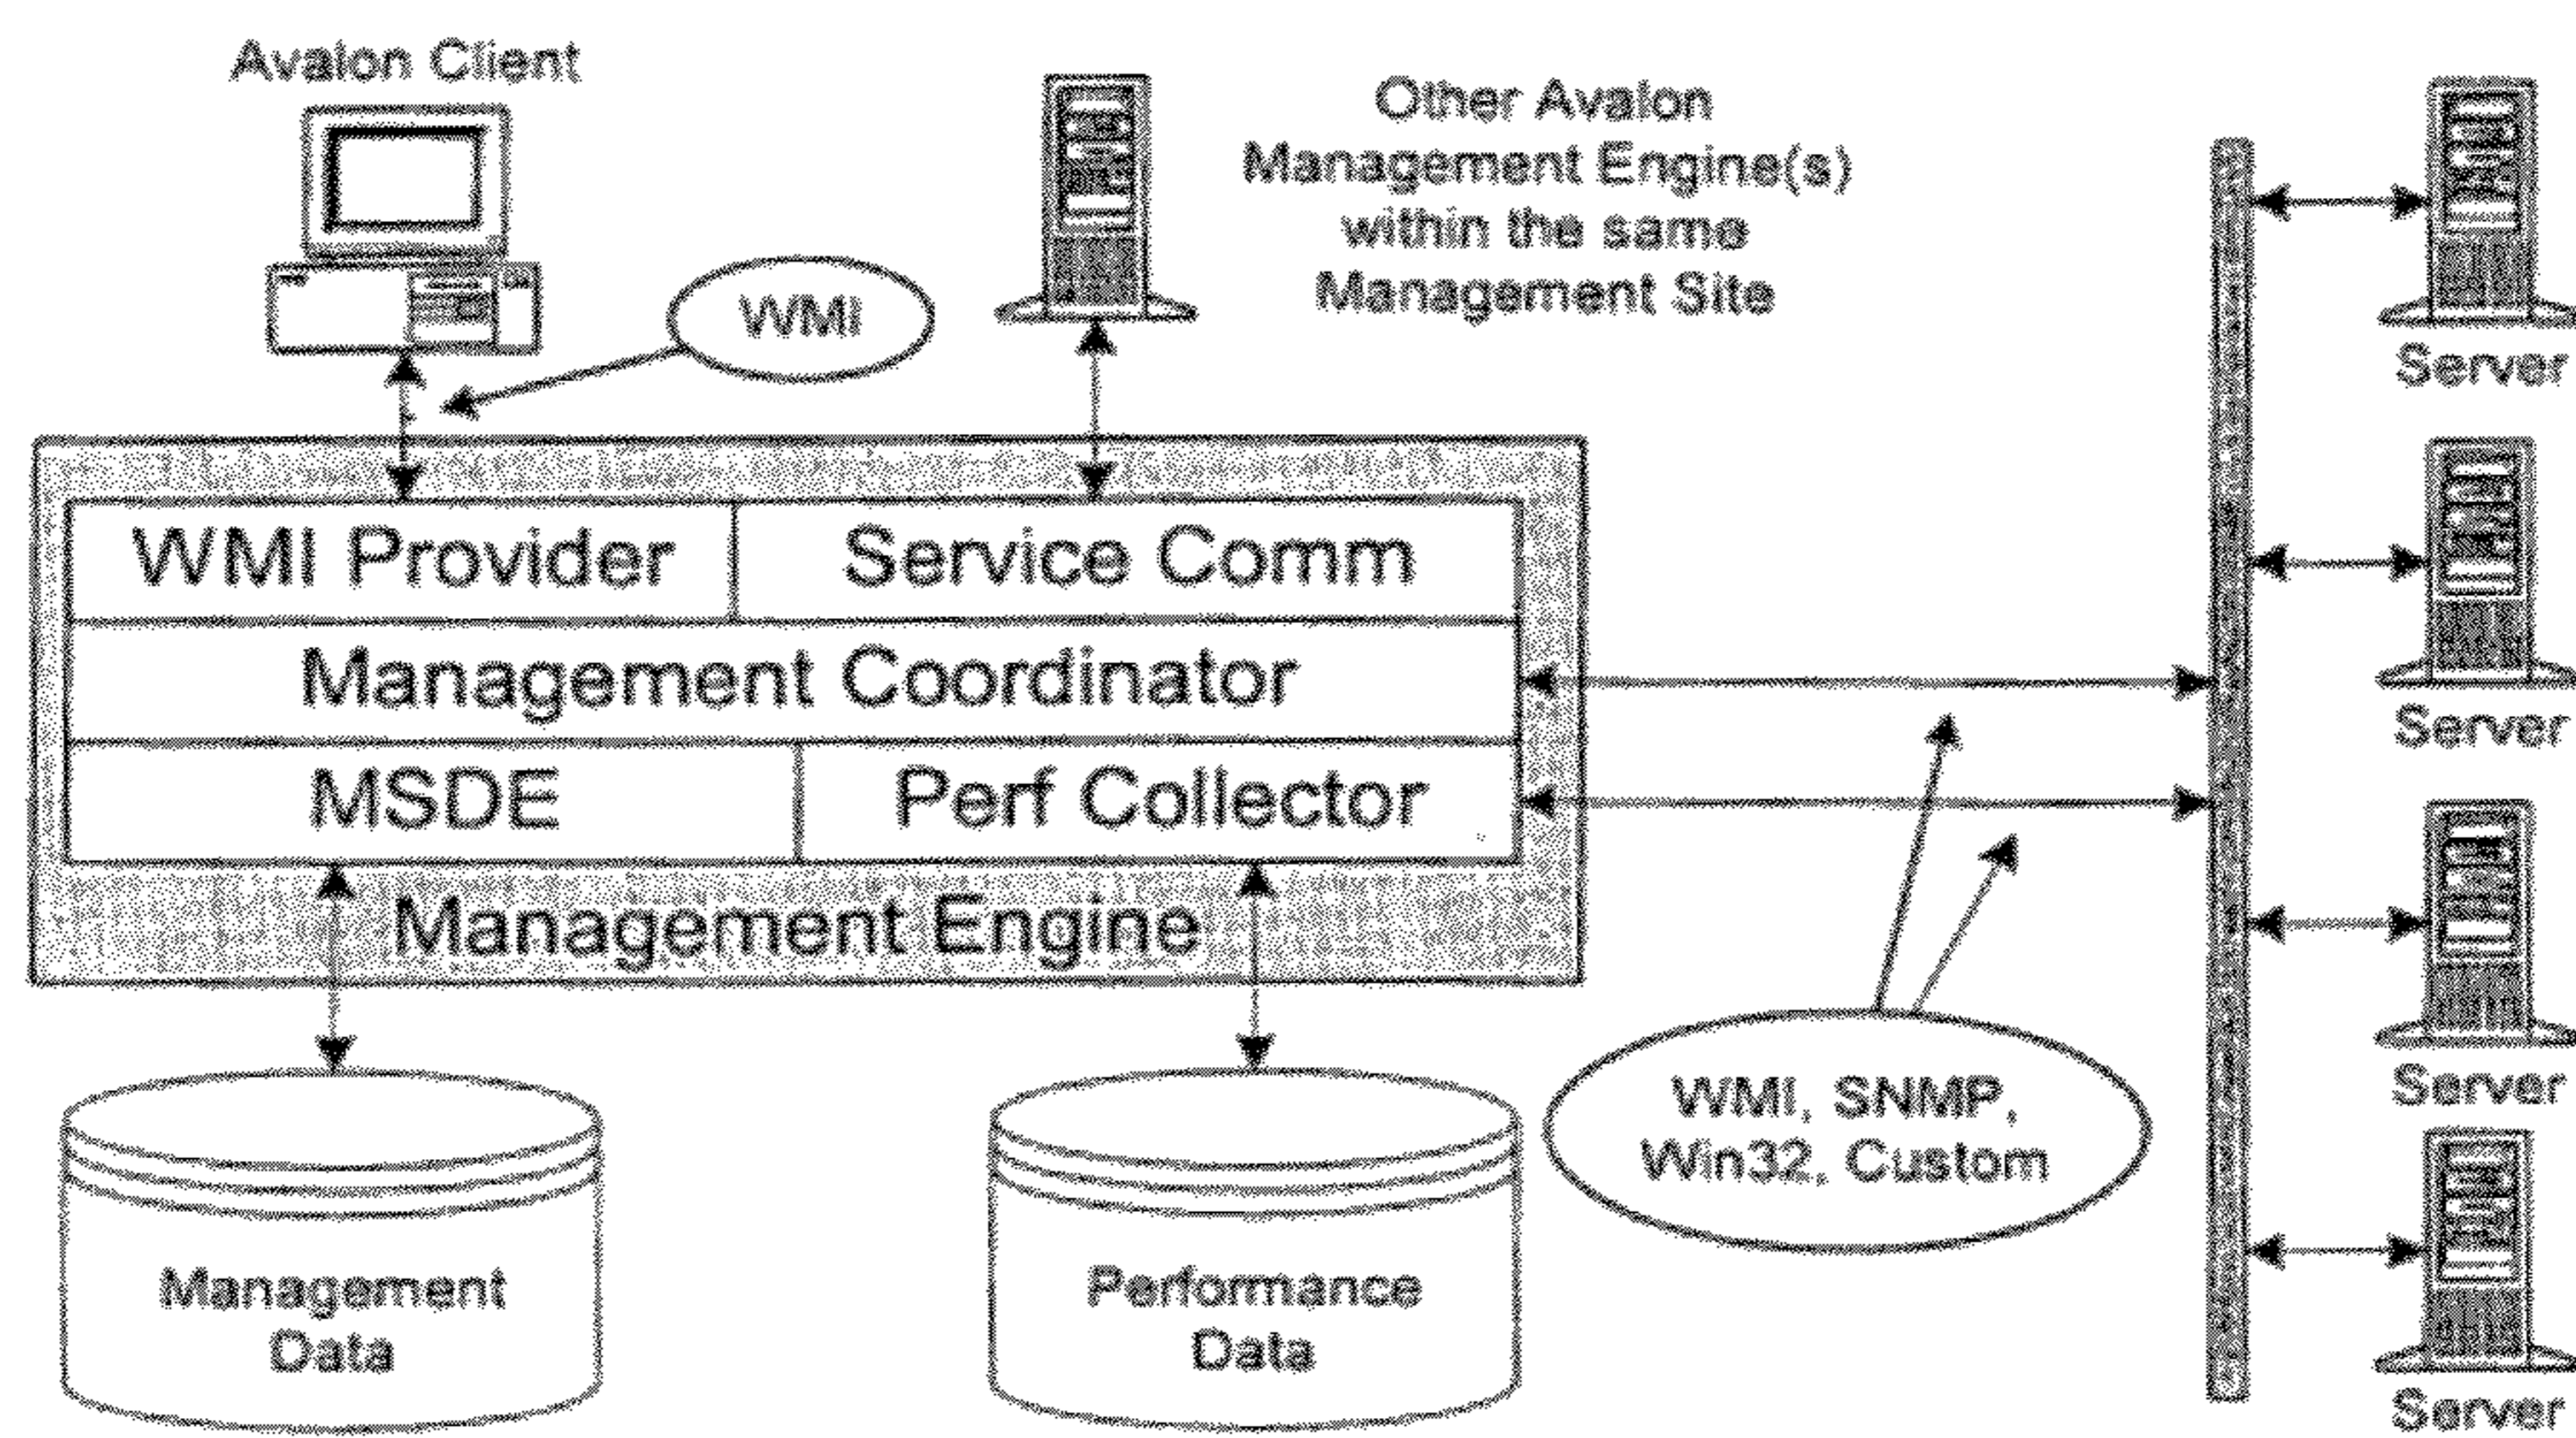 Avalon Client
Other Avalon
Management Engine(s)
within the same
Management Site
WMI
Server
WMI Provider
Service Comm
Management Coordinator
MSDE
Perf Collector
Management Engine
Server
Server
WMI, SNMP,
Win32, Custom
Management
Data
Performance
Data
Server